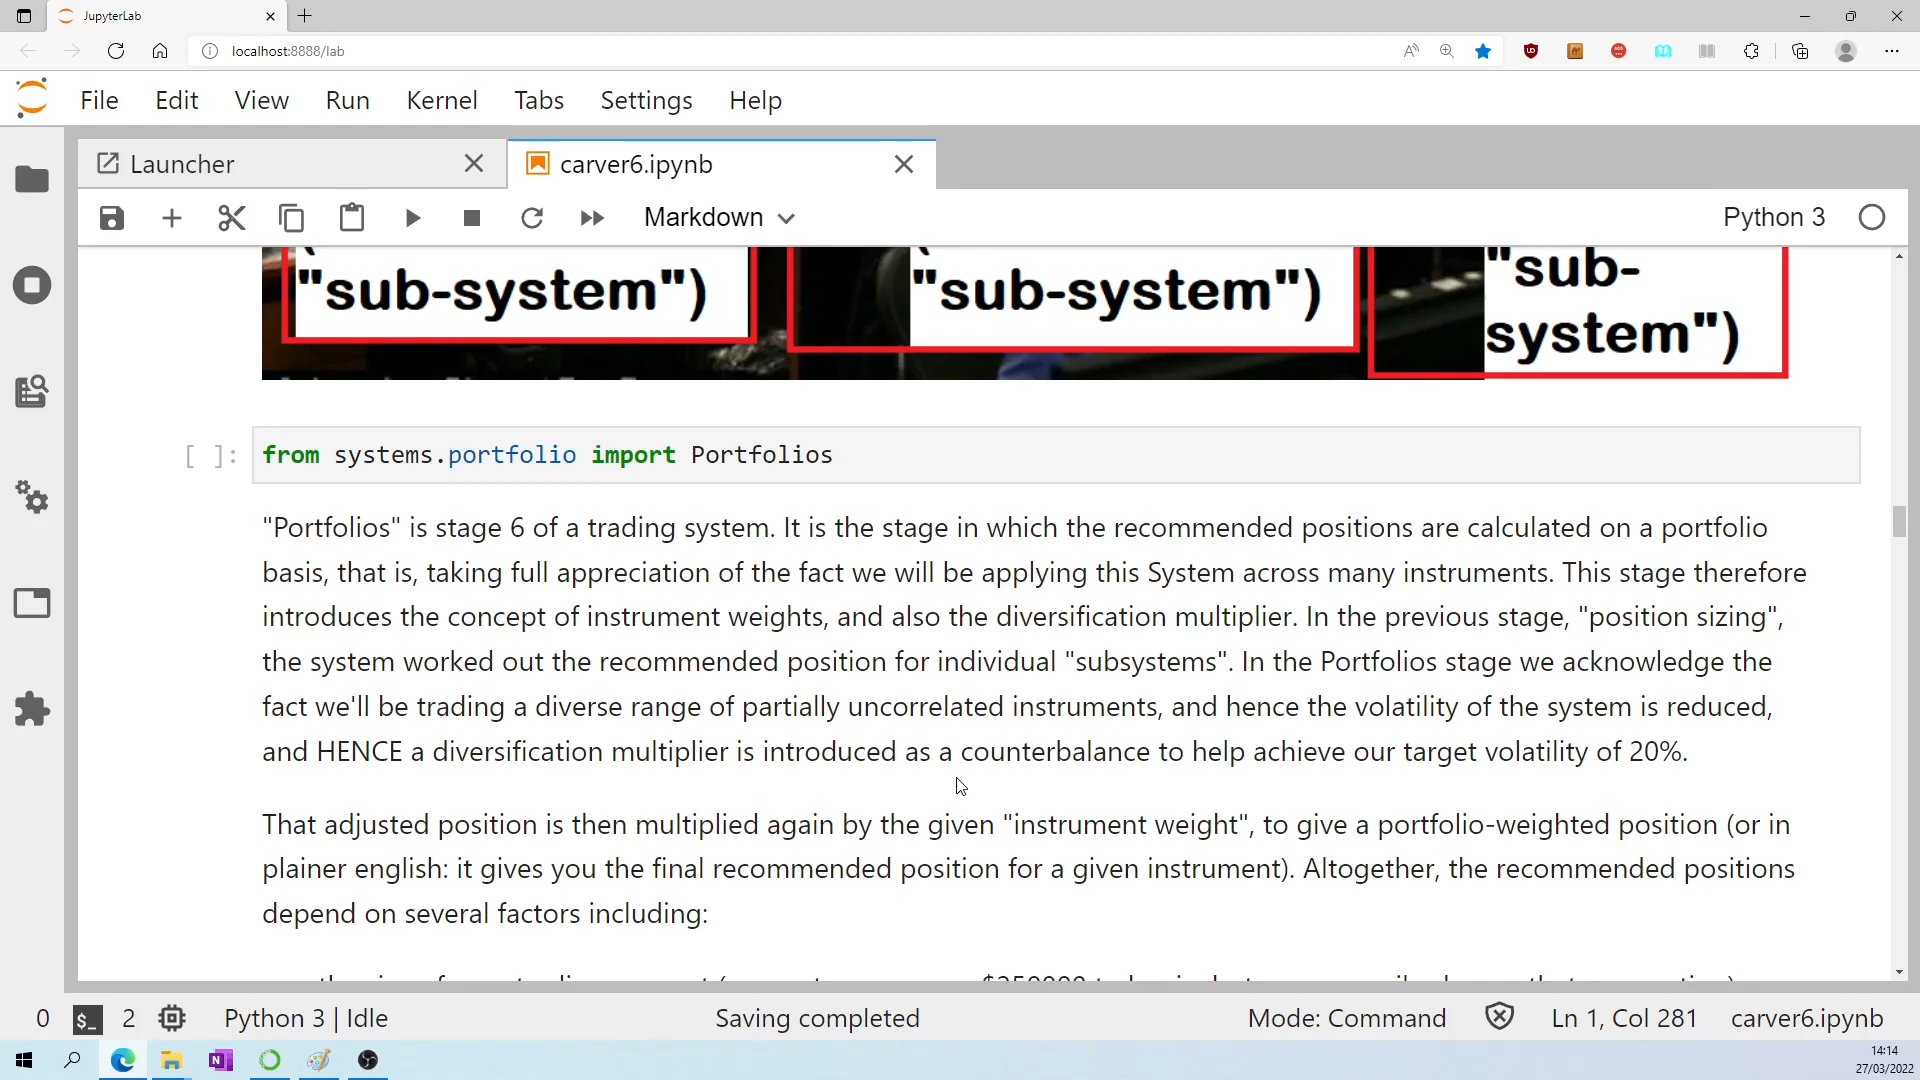 JupyterLab
localhost:8888/lab
File Edit View Run Kernel Tabs Settings Help
Launcher
carver6.ipynb
Markdown
Python 3
"sub-system")
"sub-system")
"sub-
system")
[ ]: from systems.portfolio import Portfolios
"Portfolios" is stage 6 of a trading system. It is the stage in which the recommended positions are calculated on a portfolio
basis, that is, taking full appreciation of the fact we will be applying this System across many instruments. This stage therefore
introduces the concept of instrument weights, and also the diversification multiplier. In the previous stage, "position sizing",
the system worked out the recommended position for individual "subsystems". In the Portfolios stage we acknowledge the
fact we'll be trading a diverse range of partially uncorrelated instruments, and hence the volatility of the system is reduced,
and HENCE a diversification multiplier is introduced as a counterbalance to help achieve our target volatility of 20%.
That adjusted position is then multiplied again by the given "instrument weight", to give a portfolio-weighted position (or in
plainer english: it gives you the final recommended position for a given instrument). Altogether, the recommended positions
depend on several factors including:
0 $_ 2 Python 3 | Idle Saving completed Mode: Command Ln 1, Col 281 carver6.ipynb
14:14
27/03/2022